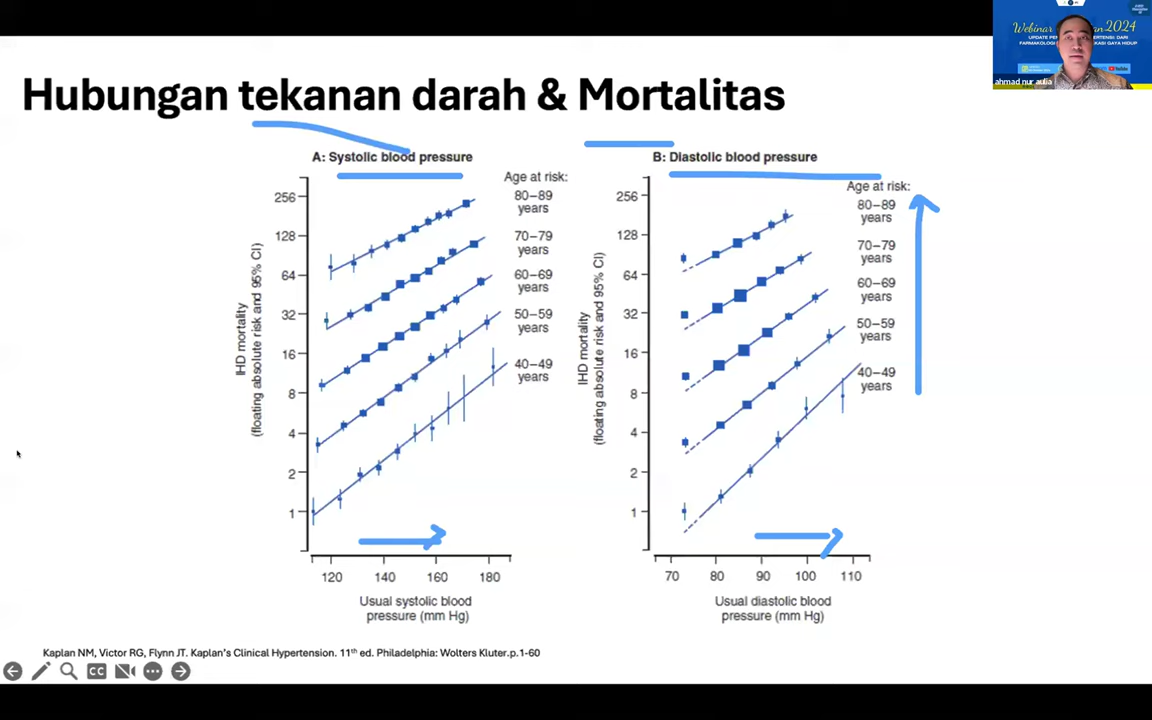 Webinar
2024
ahmad nur aulia
Hubungan tekanan darah & Mortalitas
A: Systolic blood pressure
Age at risk:
80–89
years
70–79
years
60–69
years
50–59
years
40–49
years
256
128
64
32
16
8
4
2
1
IHD mortality
(floating absolute risk and 95% CI)
120
140
160
180
Usual systolic blood
pressure (mm Hg)
B: Diastolic blood pressure
Age at risk:
80–89
years
70–79
years
60–69
years
50–59
years
40–49
years
256
128
64
32
16
8
4
2
1
IHD mortality
(floating absolute risk and 95% CI)
70
80
90
100
110
Usual diastolic blood
pressure (mm Hg)
Kaplan NM, Victor RG, Flynn JT. Kaplan's Clinical Hypertension. 11th ed. Philadelphia: Wolters Kluter.p.1-60
CC